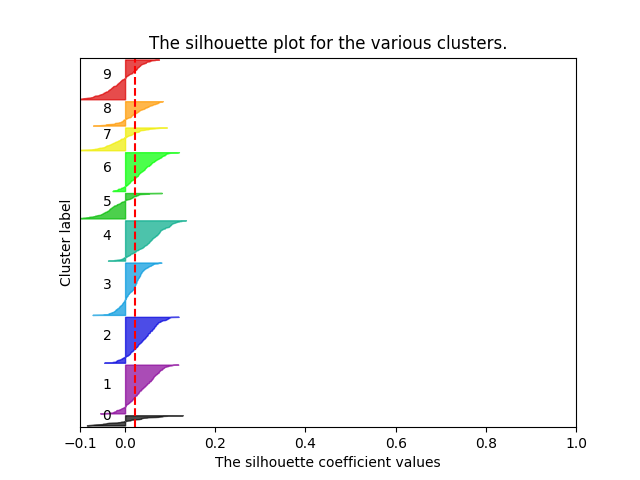 The silhouette plot for the various clusters.
9
8
7
6
5
4
3
2
1
0
Cluster label
−0.1 0.0 0.2 0.4 0.6 0.8 1.0
The silhouette coefficient values